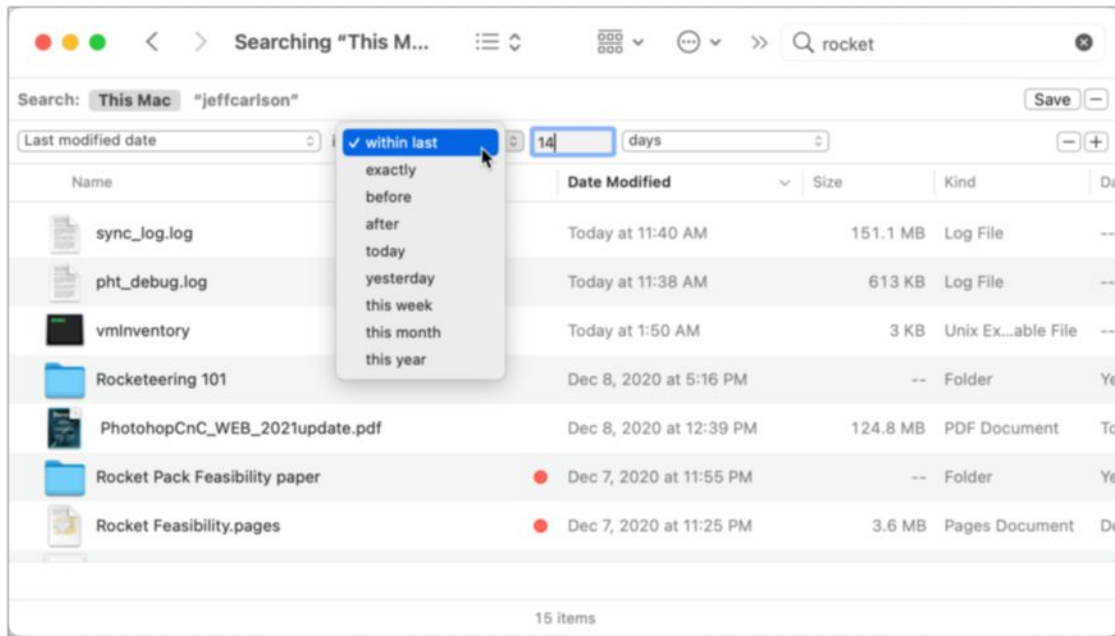 Searching “This M...
rocket
Search: This Mac “jeffcarlson” Save
Last modified date within last 14 days
exactly
before
after
today
yesterday
this week
this month
this year
Name Date Modified Size Kind Da
sync_log.log Today at 11:40 AM 151.1 MB Log File --
pht_debug.log Today at 11:38 AM 613 KB Log File --
vmInventory Today at 1:50 AM 3 KB Unix Ex...able File --
Rocketeering 101 Dec 8, 2020 at 5:16 PM -- Folder Ye
PhotohopCnC_WEB_2021update.pdf Dec 8, 2020 at 12:39 PM 124.8 MB PDF Document To
Rocket Pack Feasibility paper Dec 7, 2020 at 11:55 PM -- Folder Ye
Rocket Feasibility.pages Dec 7, 2020 at 11:25 PM 3.6 MB Pages Document De
15 items